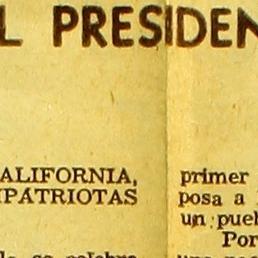 L PRESIDEN
ALIFORNIA,
IPATRIOTAS
primer
posa a
un pueb
Por